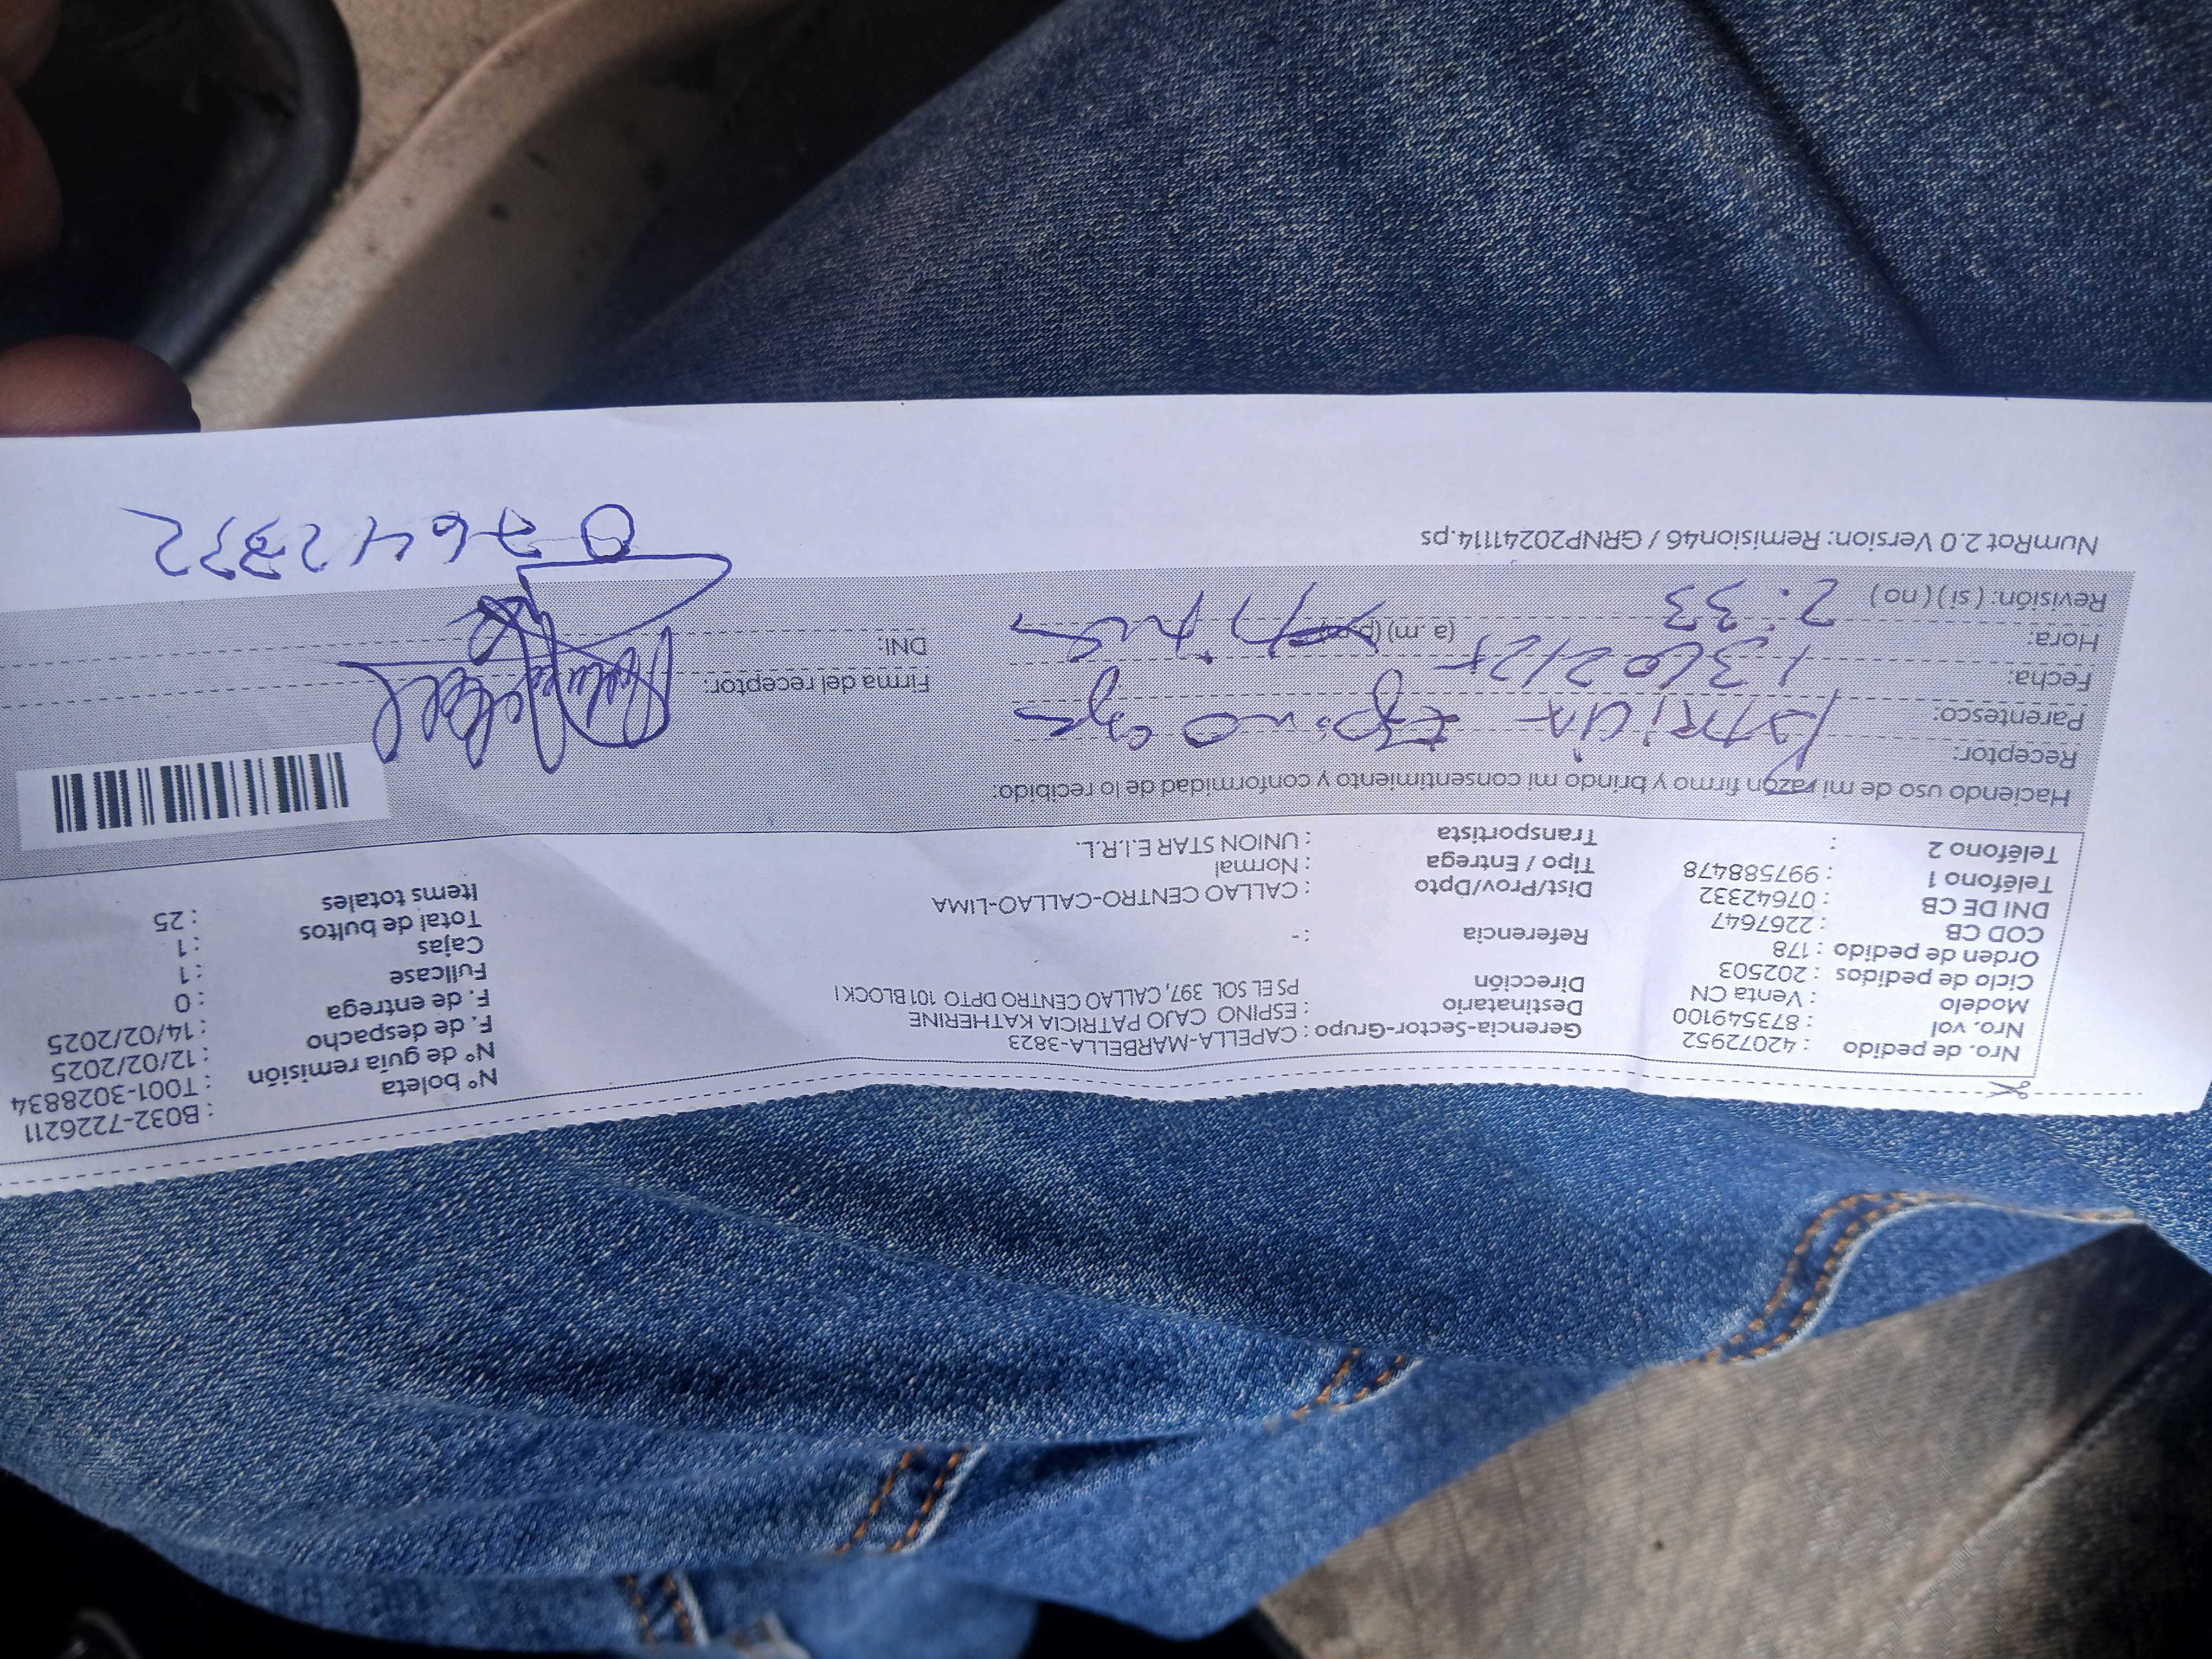 Nro. de pedido : 42072952
Nro. vol : 873549100
Modelo : Venta CN
Ciclo de pedidos : 202503
Orden de pedido : 178
COD CB : 2267647
DNI DE CB : 07642332
Teléfono 1 : 997588478
Teléfono 2 :
Gerencia-Sector-Grupo : CAPELLA-MARBELLA-3823
Destinatario : ESPINO CAJO PATRICIA KATHERINE
Dirección PS EL SOL 397, CALLAO CENTRO DPTO 101 BLOCK I
Referencia : -
Dist/Prov/Dpto : CALLAO CENTRO-CALLAO-LIMA
Tipo / Entrega : Normal
Transportista : UNION STAR E.I.R.L.
N° boleta : B032-7226211
N° de guía remisión : T001-3028834
F. de despacho : 12/02/2025
F. de entrega : 14/02/2025
Fullcase : 0
Cajas : 1
Total de bultos : 1
Items totales : 25
Haciendo uso de mi razón firmo y brindo mi consentimiento y conformidad de lo recibido:
Receptor: Patricia Espino
Parentesco:
Fecha:
Hora: (a.m) (p.m)
2:33
Revisión: ( si ) ( no )
Firma del receptor:
DNI:
07642332
NumRot 2.0 Version: Remision46 / GRNP20241114.ps